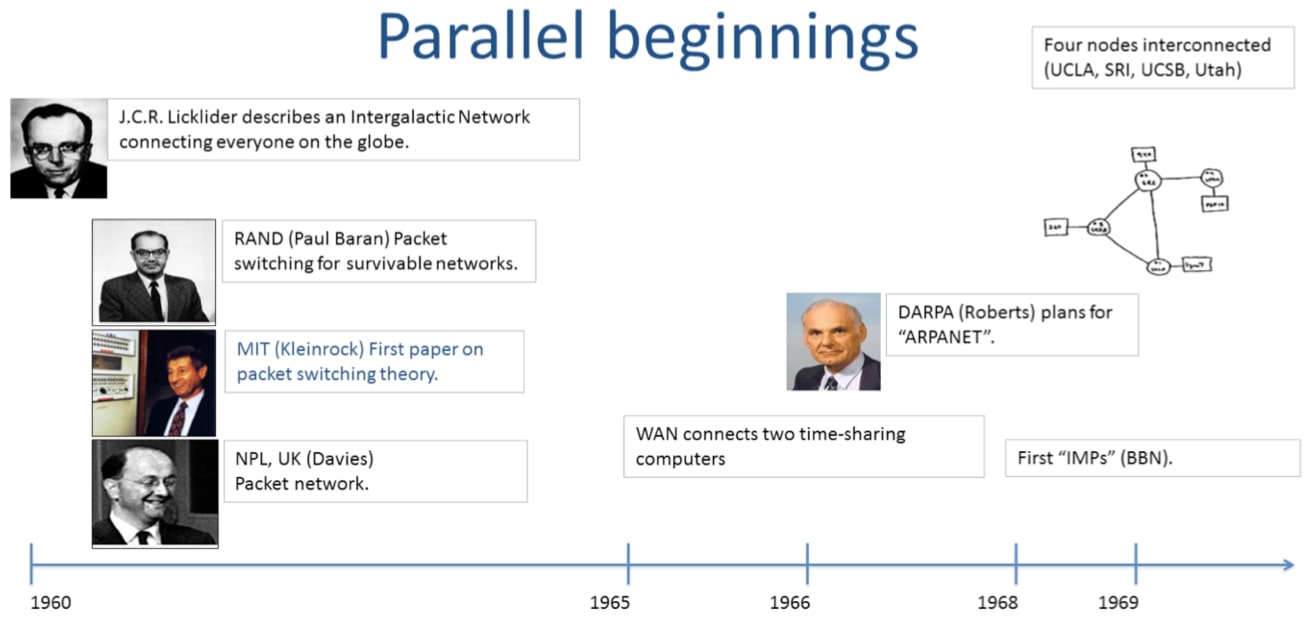 Parallel beginnings
Four nodes interconnected
(UCLA, SRI, UCSB, Utah)
J.C.R. Licklider describes an Intergalactic Network
connecting everyone on the globe.
RAND (Paul Baran) Packet
switching for survivable networks.
DARPA (Roberts) plans for
“ARPANET”.
MIT (Kleinrock) First paper on
packet switching theory.
WAN connects two time-sharing
computers
First “IMPs” (BBN).
NPL, UK (Davies)
Packet network.
1960
1965
1966
1968
1969